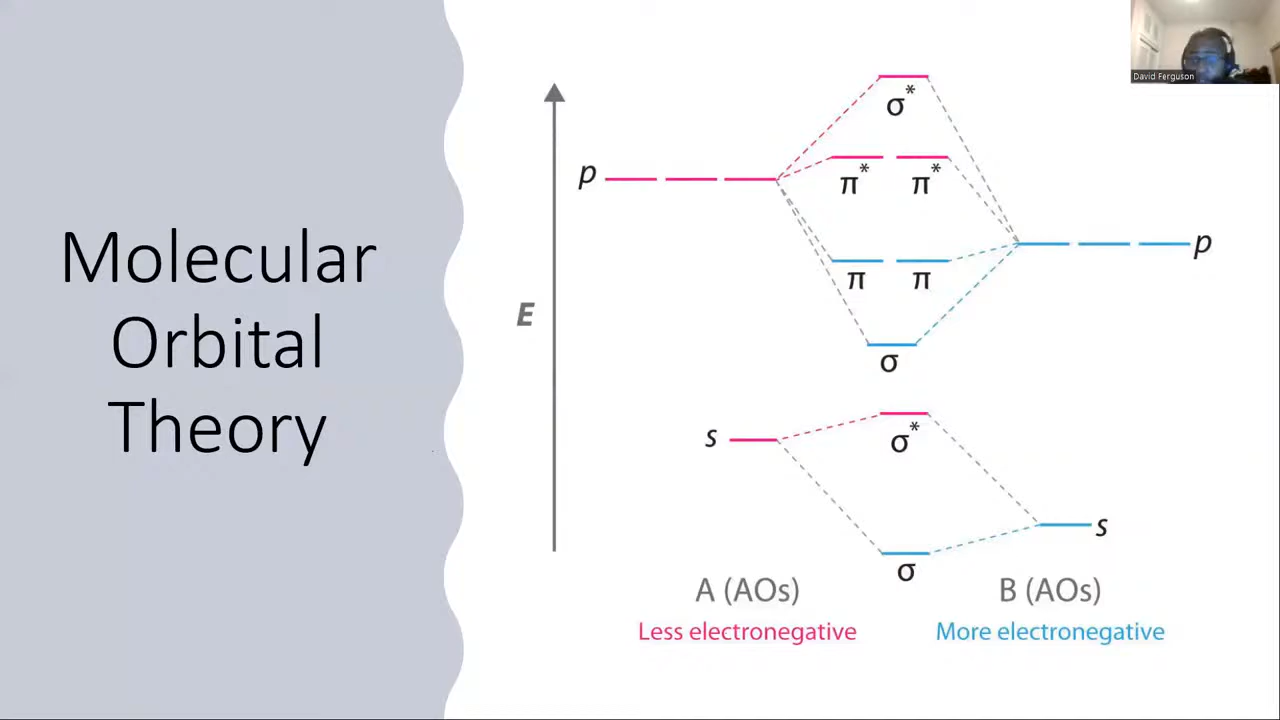 Molecular
Orbital
Theory
David Ferguson
E
σ*
p
π* π*
p
π π
σ
s
σ*
s
σ
A (AOs) B (AOs)
Less electronegative More electronegative